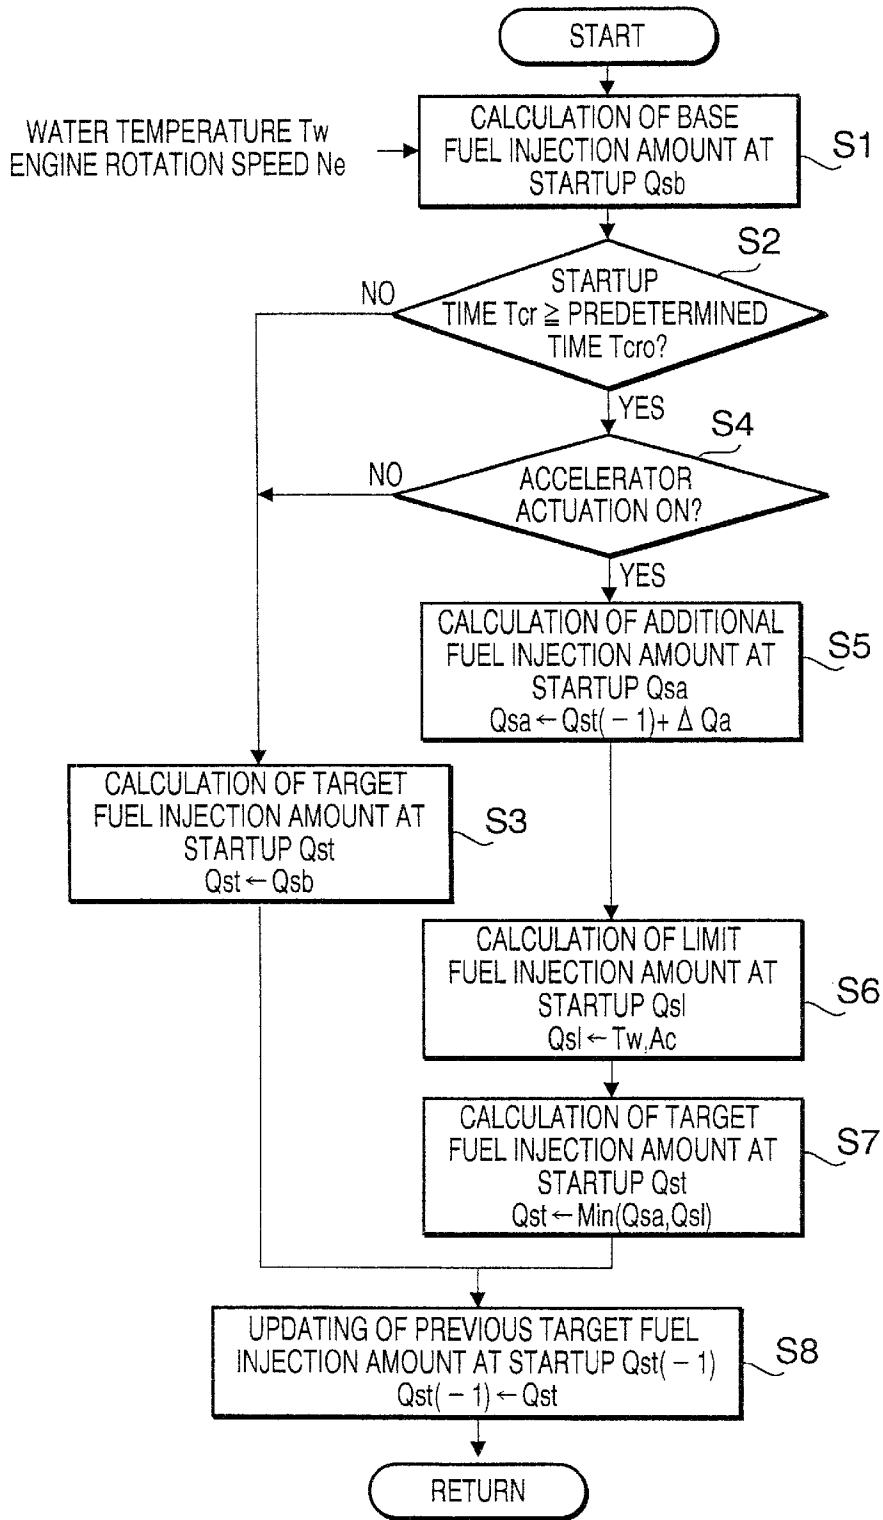 START
WATER TEMPERATURE Tw
ENGINE ROTATION SPEED Ne
CALCULATION OF BASE
FUEL INJECTION AMOUNT AT
STARTUP Qsb
S1
S2
STARTUP
TIME Tcr ≧ PREDETERMINED
TIME Tcro?
NO
YES
S4
ACCELERATOR
ACTUATION ON?
NO
YES
CALCULATION OF ADDITIONAL
FUEL INJECTION AMOUNT AT
STARTUP Qsa
Qsa ← Qst( − 1)+ Δ Qa
S5
CALCULATION OF TARGET
FUEL INJECTION AMOUNT AT
STARTUP Qst
Qst ← Qsb
S3
CALCULATION OF LIMIT
FUEL INJECTION AMOUNT AT
STARTUP Qsl
Qsl ← Tw,Ac
S6
CALCULATION OF TARGET
FUEL INJECTION AMOUNT AT
STARTUP Qst
Qst ← Min(Qsa,Qsl)
S7
UPDATING OF PREVIOUS TARGET FUEL
INJECTION AMOUNT AT STARTUP Qst( − 1)
Qst( − 1) ← Qst
S8
RETURN